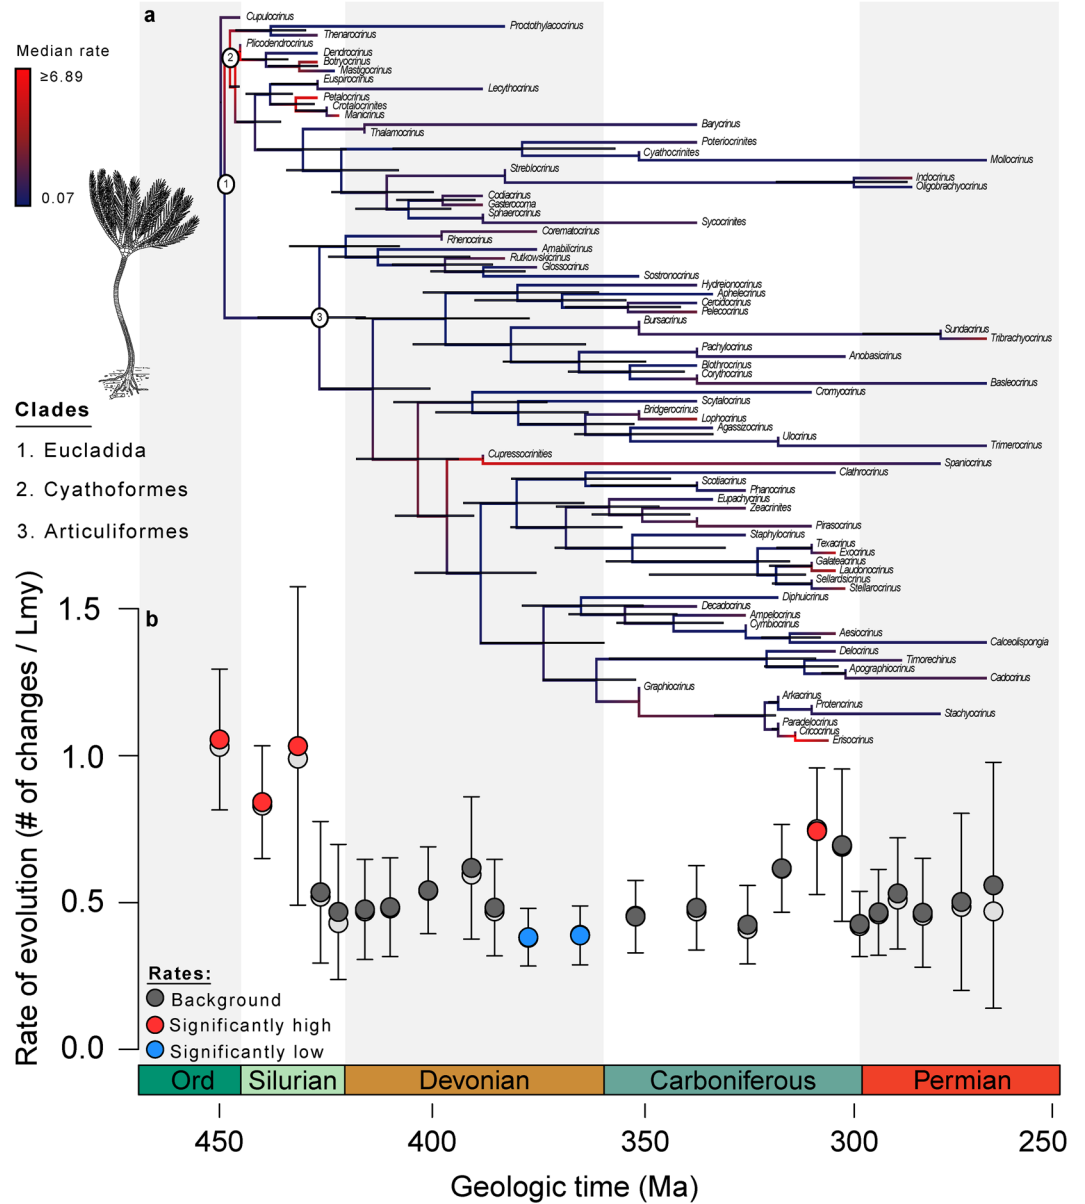 a
Cupulocrinus
Proctothylacocrinus
Thenarocrinus
Plicodendrocrinus
Median rate
≥6.89
0.07
2
Dendrocrinus
Botryocrinus
Mastigocrinus
Euspirocrinus
Lecythocrinus
Petalocrinus
Crotalocrinites
Manicrinus
Barycrinus
Thalamocrinus
Poteriocrinites
Cyathocrinites
Mollocrinus
Streblocrinus
Indocrinus
Oligobrachyocrinus
1
Codiacrinus
Gasterocoma
Sphaerocrinus
Sycocrinites
Corematocrinus
Rhenocrinus
Amabilicrinus
Rutkowskicrinus
Glossocrinus
Sostronocrinus
Hydreionocrinus
Aphelecrinus
Cercidocrinus
Pelecocrinus
3
Bursacrinus
Sundacrinus
Tribrachyocrinus
Pachylocrinus
Anobasicrinus
Blothrocrinus
Corythocrinus
Basleocrinus
Cromyocrinus
Scytalocrinus
Bridgerocrinus
Lophocrinus
Agassizocrinus
Ulocrinus
Trimerocrinus
Cupressocrinities
Spaniocrinus
Clathrocrinus
Scotiacrinus
Phanocrinus
Eupachycrinus
Zeacrinites
Pirasocrinus
Staphylocrinus
Texacrinus
Exocrinus
Galateacrinus
Laudonocrinus
Sellardsicrinus
Stellarocrinus
Diphuicrinus
Decadocrinus
Ampelocrinus
Cymbiocrinus
Aesiocrinus
Calceolispongia
Delocrinus
Timorechinus
Apographiocrinus
Cadocrinus
Graphiocrinus
Arkacrinus
Protencrinus
Stachyocrinus
Paradelocrinus
Cricocrinus
Erisocrinus
Clades
1. Eucladida
2. Cyathoformes
3. Articuliformes
b
Rate of evolution (# of changes / Lmy)
1.5
1.0
0.5
0.0
Rates:
Background
Significantly high
Significantly low
Ord Silurian Devonian Carboniferous Permian
450 400 350 300 250
Geologic time (Ma)